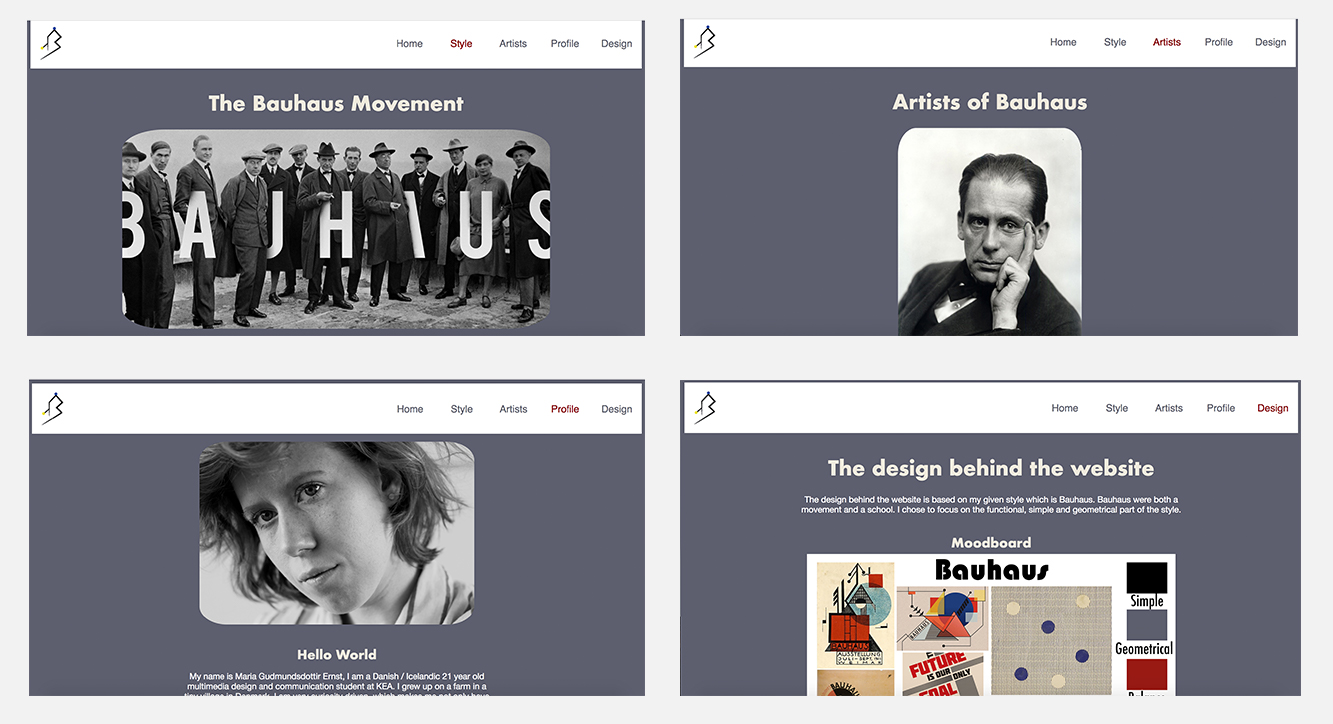 Home Style Artists Profile Design
The Bauhaus Movement
BAUHAUS
Home Style Artists Profile Design
Artists of Bauhaus
Home Style Artists Profile Design
Hello World
My name is Maria Gudmundsdottir Ernst, I am a Danish / Icelandic 21 year old
multimedia design and communication student at KEA. I grew up on a farm in a
Home Style Artists Profile Design
The design behind the website
The design behind the website is based on my given style which is Bauhaus. Bauhaus were both a
movement and a school. I chose to focus on the functional, simple and geometrical part of the style.
Moodboard
Bauhaus
Simple
Geometrical
BAUHAUS
AUSSTELLUNG
WEIMAR
BAUHAUS
FUTURE
IS OUR ONLY
GOAL
BAUHAUS